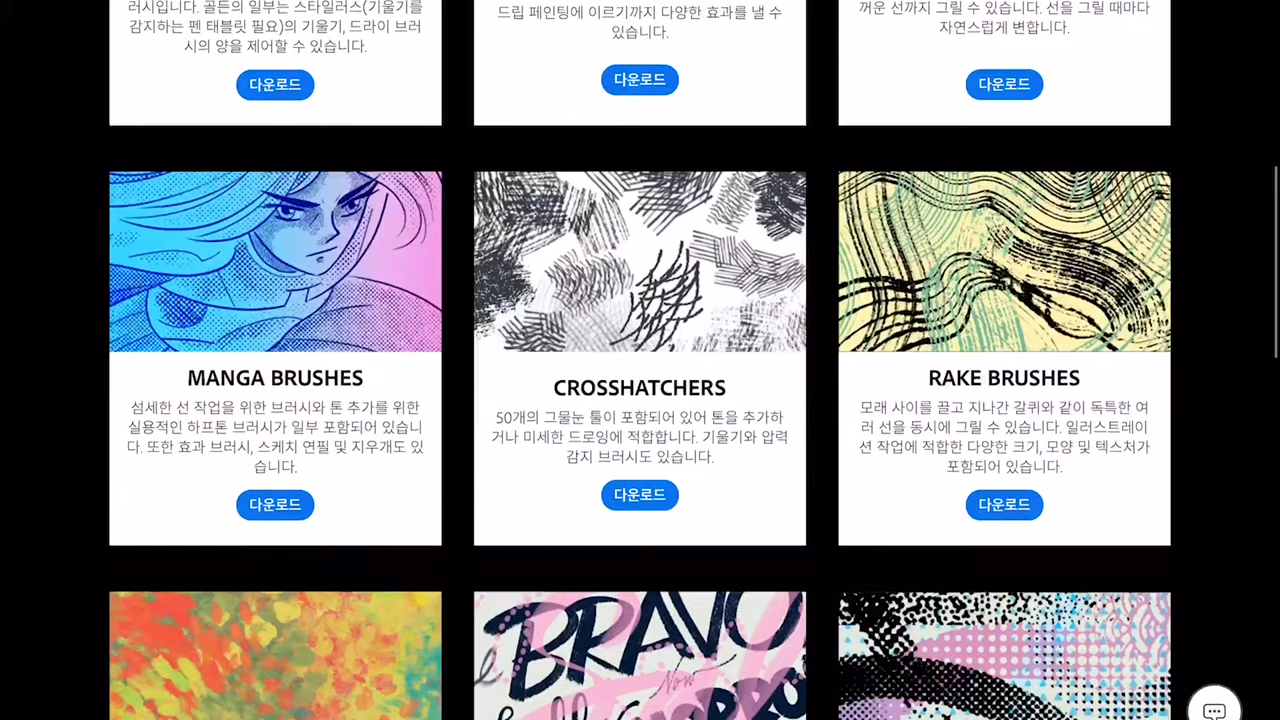 러시입니다. 골든의 일부는 스타일러스(기울기를
감지하는 펜 태블릿 필요)의 기울기, 드라이 브러
시의 양을 제어할 수 있습니다.
다운로드
드립 페인팅에 이르기까지 다양한 효과를 낼 수
있습니다.
다운로드
꺼운 선까지 그릴 수 있습니다. 선을 그릴 때마다
자연스럽게 변합니다.
다운로드
MANGA BRUSHES
섬세한 선 작업을 위한 브러시와 톤 추가를 위한
실용적인 하프톤 브러시가 일부 포함되어 있습니
다. 또한 효과 브러시, 스케치 연필 및 지우개도 있
습니다.
다운로드
CROSSHATCHERS
50개의 그물눈 툴이 포함되어 있어 톤을 추가하
거나 미세한 드로잉에 적합합니다. 기울기와 압력
감지 브러시도 있습니다.
다운로드
RAKE BRUSHES
모래 사이를 끌고 지나간 갈퀴와 같이 독특한 여
러 선을 동시에 그릴 수 있습니다. 일러스트레이
션 작업에 적합한 다양한 크기, 모양 및 텍스처가
포함되어 있습니다.
다운로드
BRAVO
Now